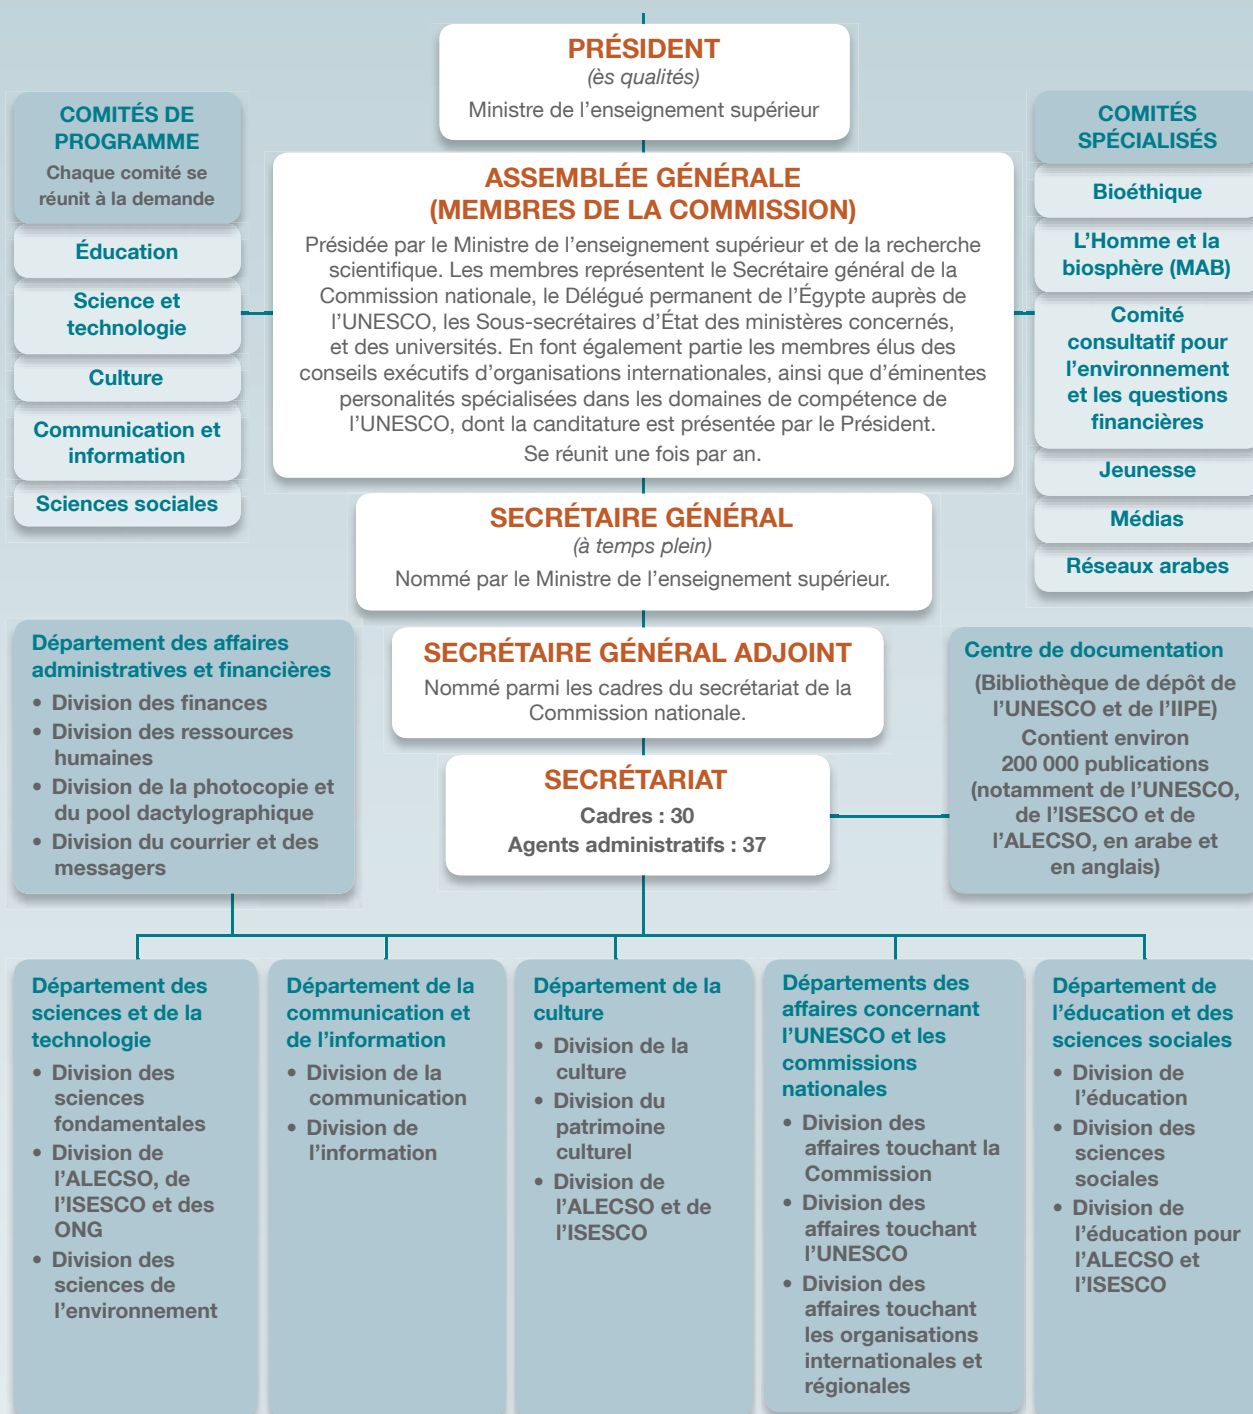 PRÉSIDENT
(ès qualités)
Ministre de l’enseignement supérieur
COMITÉS DE
PROGRAMME
Chaque comité se
réunit à la demande
Éducation
Science et
technologie
Culture
Communication et
information
Sciences sociales
ASSEMBLÉE GÉNÉRALE
(MEMBRES DE LA COMMISSION)
Présidée par le Ministre de l’enseignement supérieur et de la recherche
scientifique. Les membres représentent le Secrétaire général de la
Commission nationale, le Délégué permanent de l’Égypte auprès de
l’UNESCO, les Sous-secrétaires d’État des ministères concernés,
et des universités. En font également partie les membres élus des
conseils exécutifs d’organisations internationales, ainsi que d’éminentes
personalités spécialisées dans les domaines de compétence de
l’UNESCO, dont la canditature est présentée par le Président.
Se réunit une fois par an.
COMITÉS
SPÉCIALISÉS
Bioéthique
L’Homme et la
biosphère (MAB)
Comité
consultatif pour
l’environnement
et les questions
financières
Jeunesse
Médias
Réseaux arabes
SECRÉTAIRE GÉNÉRAL
(à temps plein)
Nommé par le Ministre de l’enseignement supérieur.
Département des affaires
administratives et financières
• Division des finances
• Division des ressources
humaines
• Division de la photocopie et
du pool dactylographique
• Division du courrier et des
messagers
SECRÉTAIRE GÉNÉRAL ADJOINT
Nommé parmi les cadres du secrétariat de la
Commission nationale.
SECRÉTARIAT
Cadres : 30
Agents administratifs : 37
Centre de documentation
(Bibliothèque de dépôt de
l’UNESCO et de l’IIPE)
Contient environ
200 000 publications
(notamment de l’UNESCO,
de l’ISESCO et de
l’ALECSO, en arabe et
en anglais)
Département des
sciences et de la
technologie
• Division des
sciences
fondamentales
• Division de
l’ALECSO, de
l’ISESCO et des
ONG
• Division des
sciences de
l’environnement
Département de la
communication et
de l’information
• Division de la
communication
• Division de
l’information
Département de la
culture
• Division de la
culture
• Division du
patrimoine
culturel
• Division de
l’ALECSO et de
l’ISESCO
Départements des
affaires concernant
l’UNESCO et les
commissions
nationales
• Division des
affaires touchant la
Commission
• Division des
affaires touchant
l’UNESCO
• Division des
affaires touchant
les organisations
internationales et
régionales
Département de
l’éducation et des
sciences sociales
• Division de
l’éducation
• Division des
sciences
sociales
• Division de
l’éducation pour
l’ALECSO et
l’ISESCO